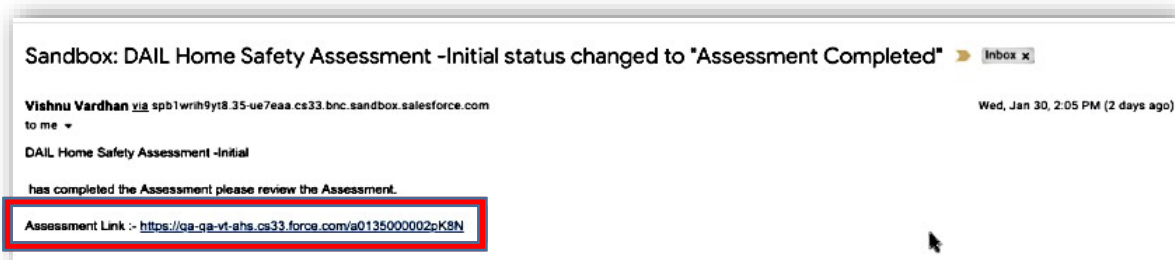 Sandbox: DAIL Home Safety Assessment -Initial status changed to "Assessment Completed" Inbox x
Vishnu Vardhan via spb1wrih9yt8.35-ue7eaa.cs33.bnc.sandbox.salesforce.com Wed, Jan 30, 2:05 PM (2 days ago)
to me
DAIL Home Safety Assessment -Initial
has completed the Assessment please review the Assessment.
Assessment Link :- https://qa-qa-vt-ahs.cs33.force.com/a0135000002pK8N